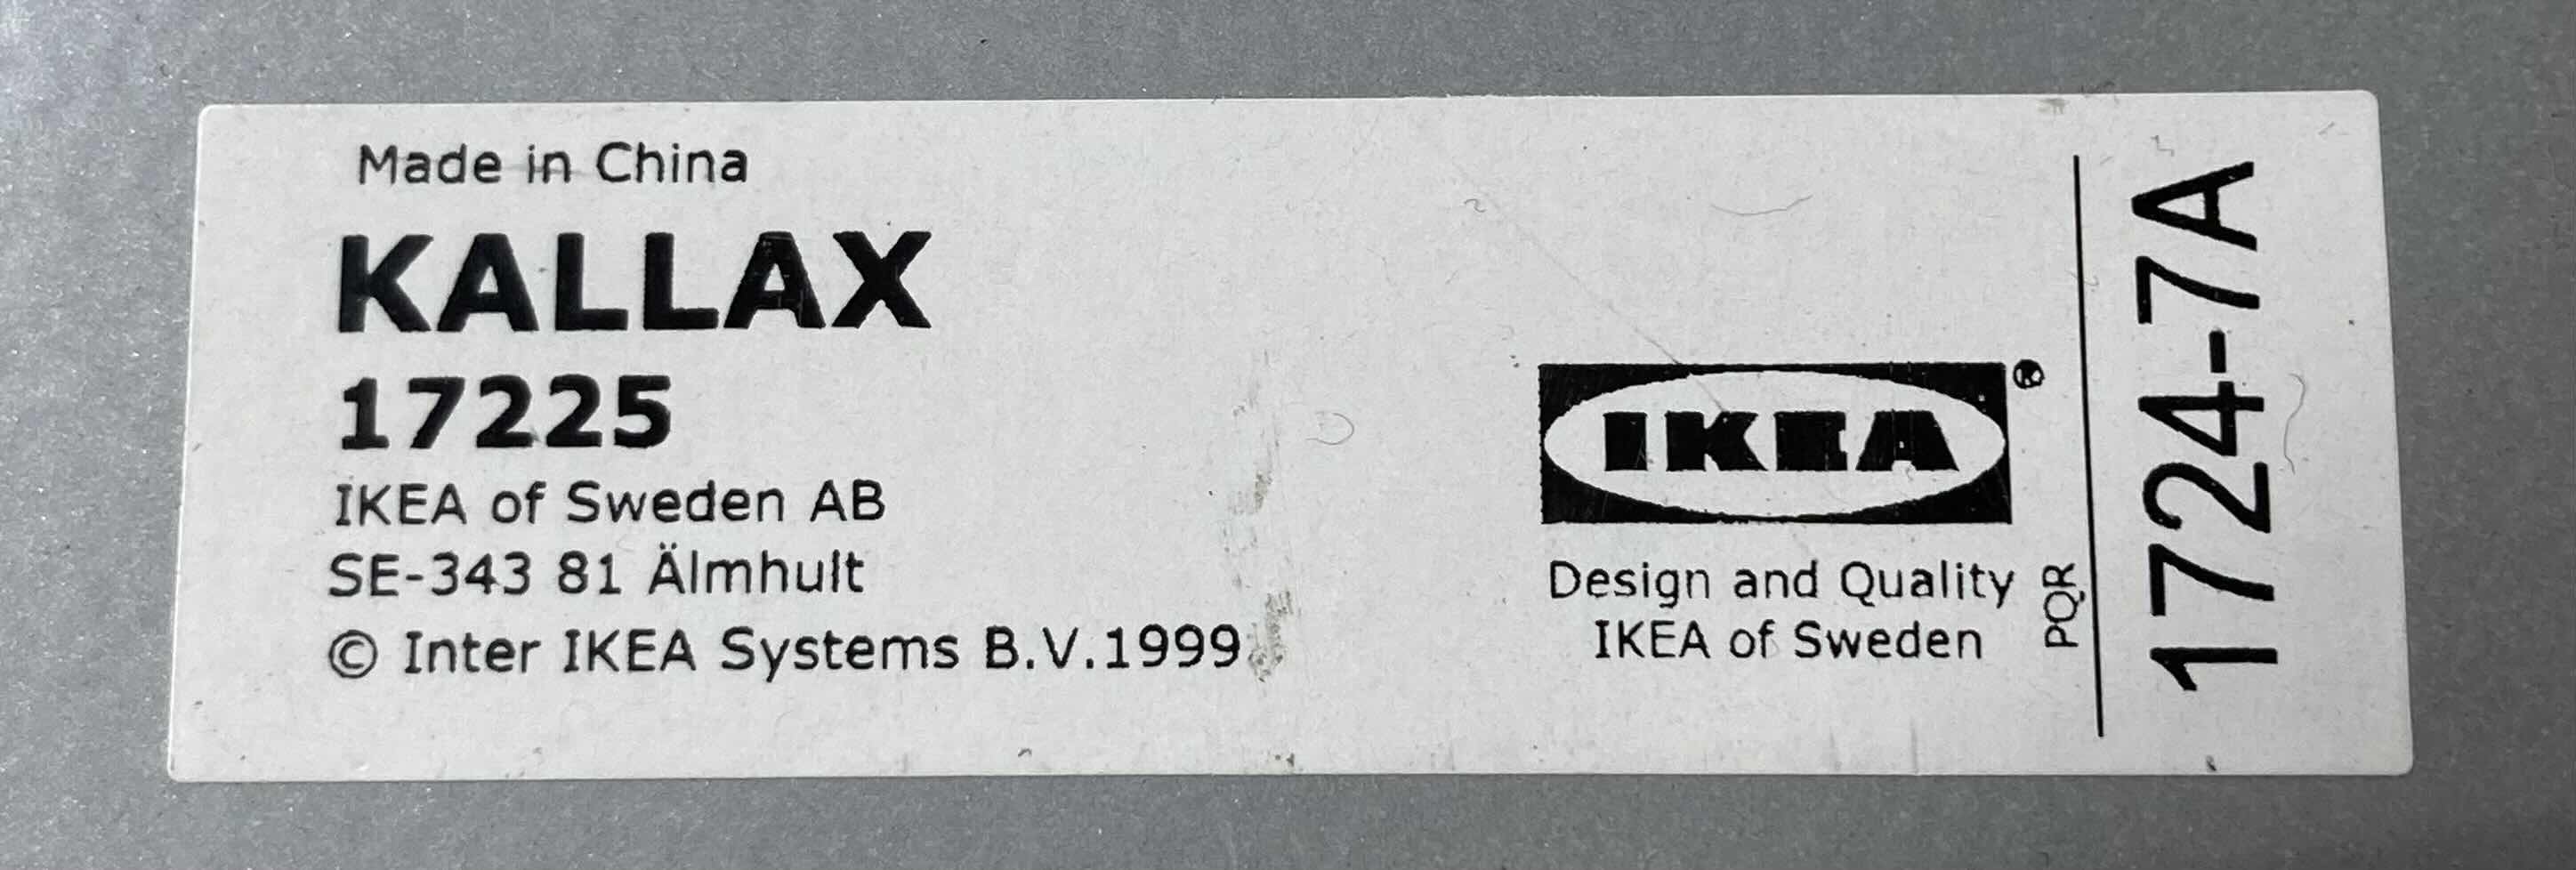 Made in China
KALLAX
17225
IKEA of Sweden AB
SE-343 81 Älmhult
© Inter IKEA Systems B.V.1999
IKEA®
Design and Quality
IKEA of Sweden
PQR
1724-7A